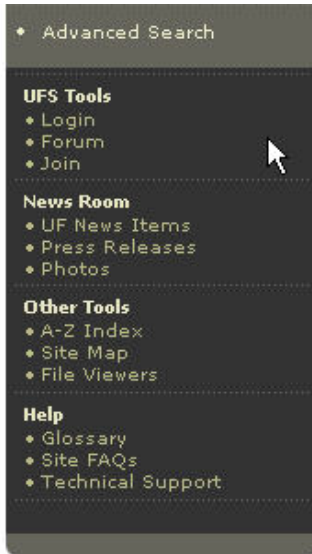 Advanced Search
UFS Tools
Login
Forum
Join
News Room
UF News Items
Press Releases
Photos
Other Tools
A-Z Index
Site Map
File Viewers
Help
Glossary
Site FAQs
Technical Support